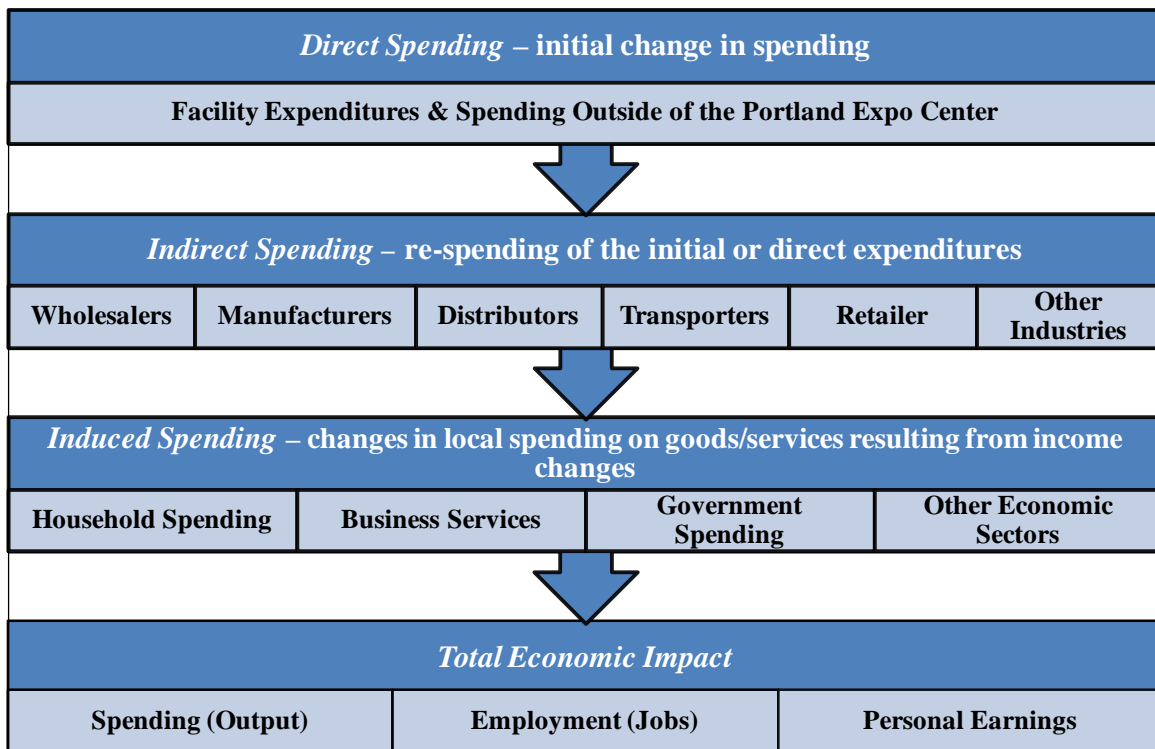 Direct Spending – initial change in spending
Facility Expenditures & Spending Outside of the Portland Expo Center
Indirect Spending – re-spending of the initial or direct expenditures
Wholesalers
Manufacturers
Distributors
Transporters
Retailer
Other
Industries
Induced Spending – changes in local spending on goods/services resulting from income
changes
Household Spending
Business Services
Government
Spending
Other Economic
Sectors
Total Economic Impact
Spending (Output)
Employment (Jobs)
Personal Earnings